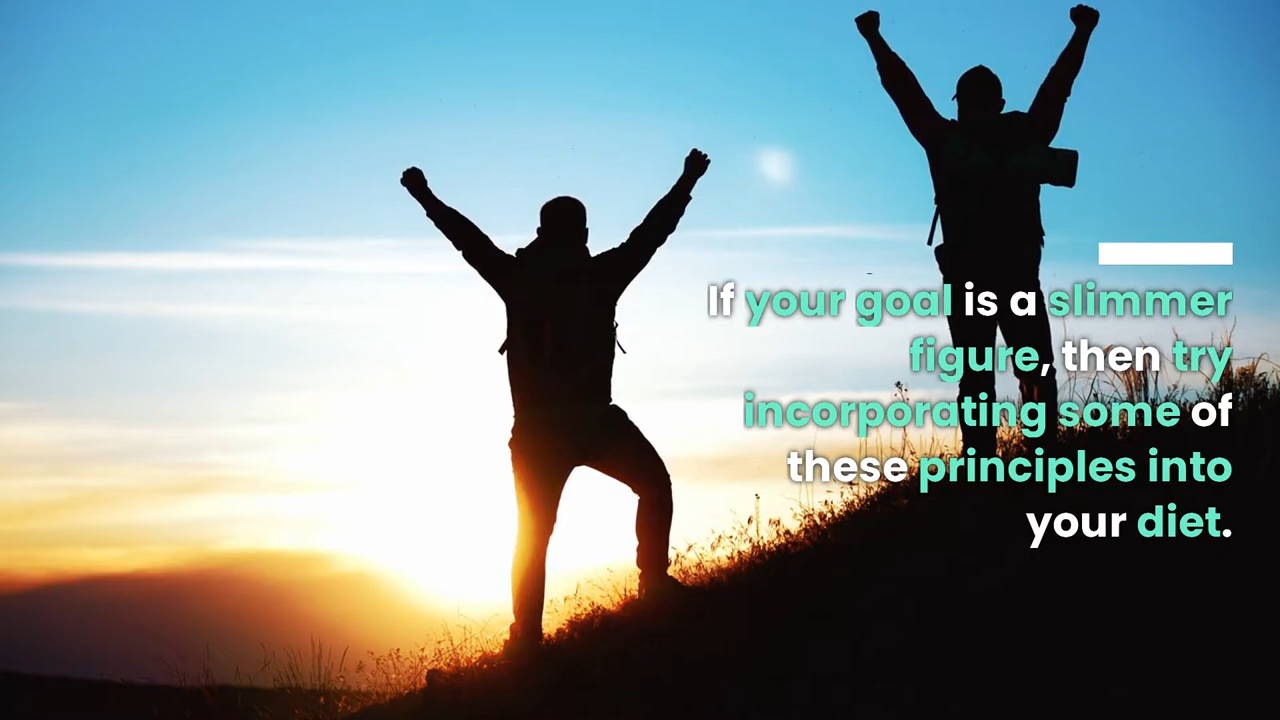 If your goal is a slimmer
figure, then try
incorporating some of
these principles into
your diet.